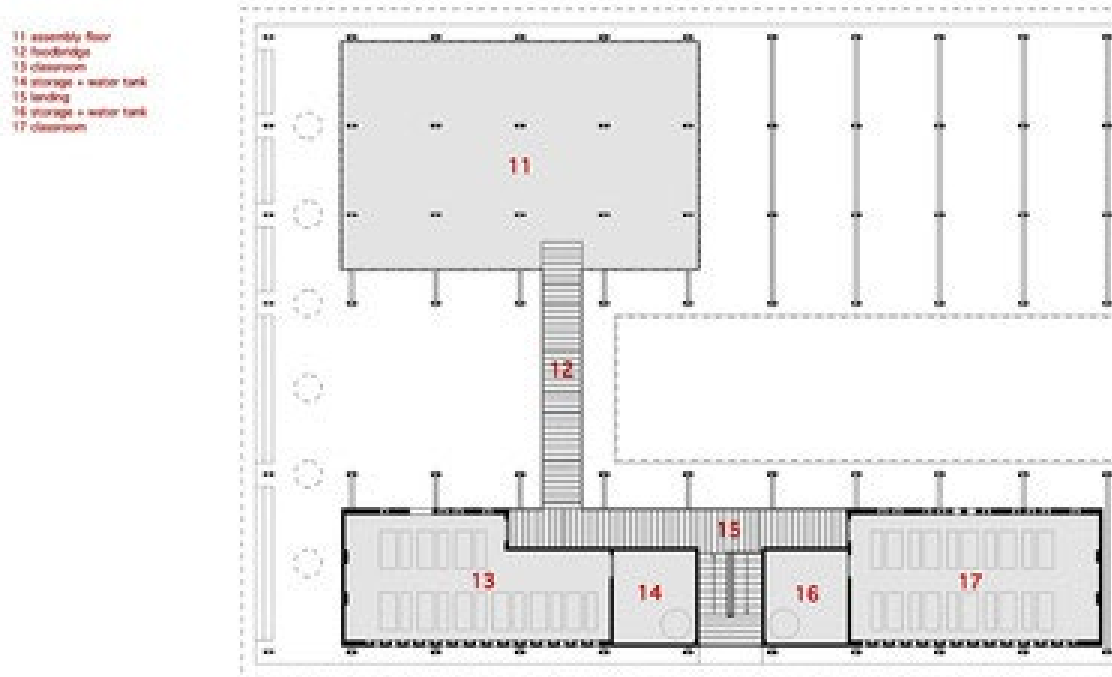 11 assembly floor
12 foodbridge
13 classroom
14 storage + water tank
15 landing
16 storage + water tank
17 classroom
11
12
15
13
14
16
17